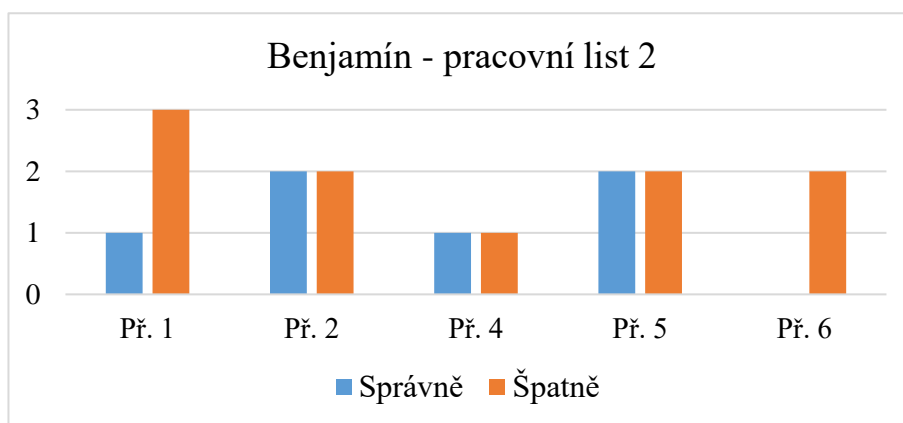 Benjamín - pracovní list 2
3
2
1
0
Př. 1 Př. 2 Př. 4 Př. 5 Př. 6
Správně Špatně